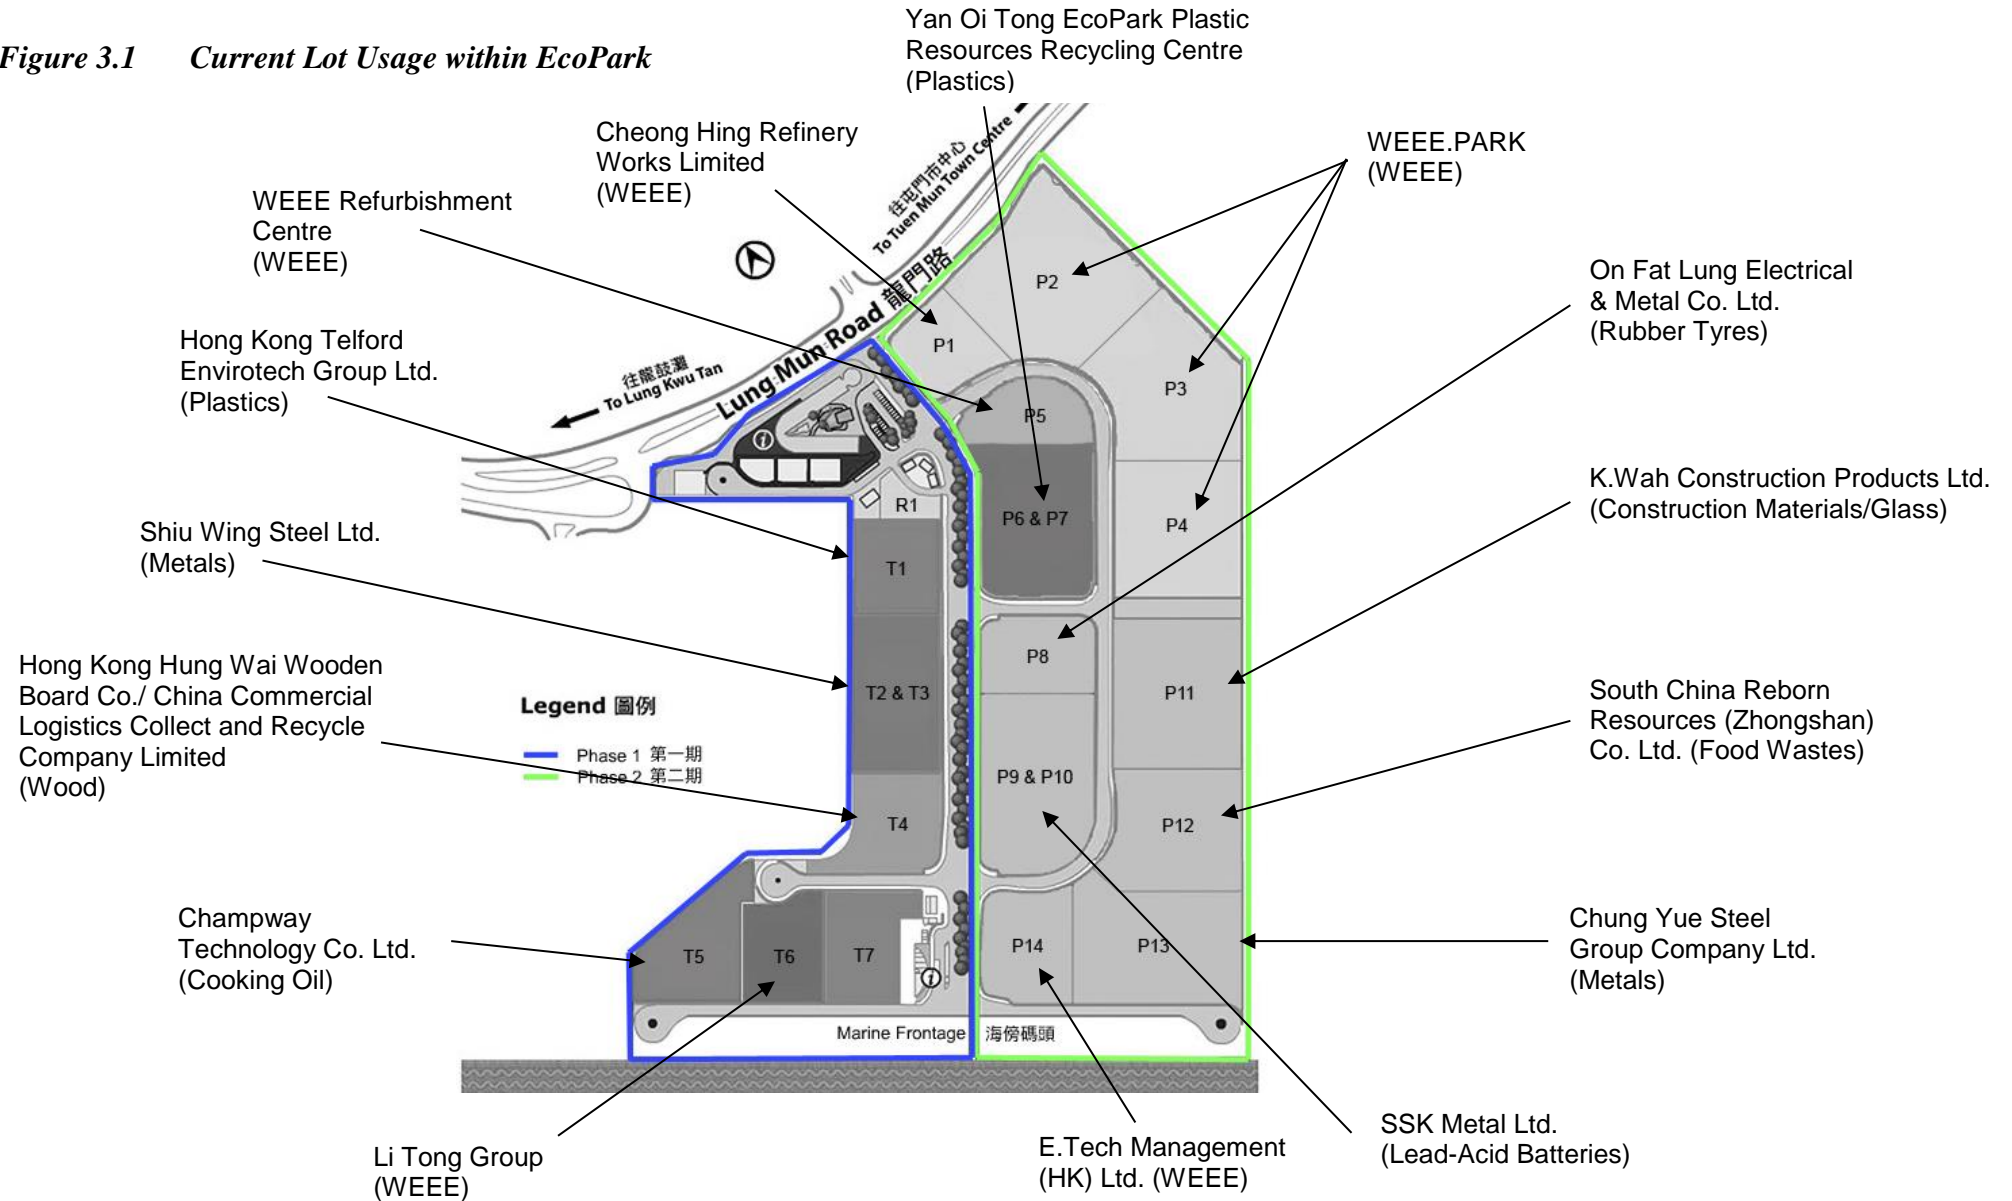 Figure 3.1 Current Lot Usage within EcoPark
Yan Oi Tong EcoPark Plastic
Resources Recycling Centre
(Plastics)
Cheong Hing Refinery
Works Limited
(WEEE)
WEEE.PARK
(WEEE)
WEEE Refurbishment
Centre
(WEEE)
On Fat Lung Electrical
& Metal Co. Ltd.
(Rubber Tyres)
Hong Kong Telford
Envirotech Group Ltd.
(Plastics)
K.Wah Construction Products Ltd.
(Construction Materials/Glass)
Shiu Wing Steel Ltd.
(Metals)
Hong Kong Hung Wai Wooden
Board Co./ China Commercial
Logistics Collect and Recycle
Company Limited
(Wood)
South China Reborn
Resources (Zhongshan)
Co. Ltd. (Food Wastes)
Champway
Technology Co. Ltd.
(Cooking Oil)
Chung Yue Steel
Group Company Ltd.
(Metals)
Li Tong Group
(WEEE)
E.Tech Management
(HK) Ltd. (WEEE)
SSK Metal Ltd.
(Lead-Acid Batteries)
往屯門市中心
To Tuen Mun Town Centre
Lung Mun Road 龍門路
往龍鼓灘
To Lung Kwu Tan
Legend 圖例
Phase 1 第一期
Phase 2 第二期
P2
P1
P3
P5
P6 & P7
P4
R1
T1
P8
T2 & T3
P11
P9 & P10
T4
P12
T5
T6
T7
P14
P13
i
i
Marine Frontage 海傍碼頭